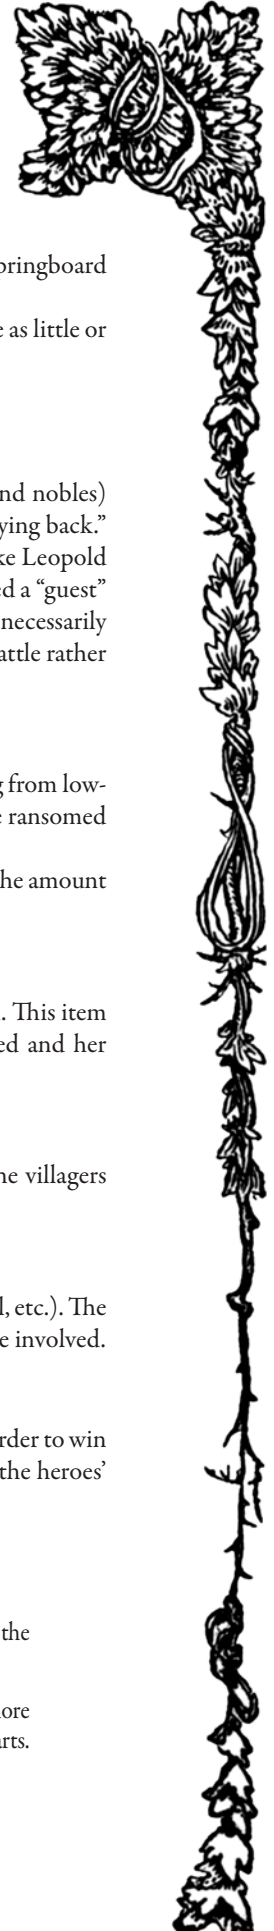 pringboard
as little or
nd nobles)
ying back.”
ke Leopold
ed a “guest”
necessarily
attle rather
g from low-
e ransomed
he amount
. This item
ed and her
he villagers
l, etc.). The
e involved.
rder to win
the heroes’
the
ore
arts.